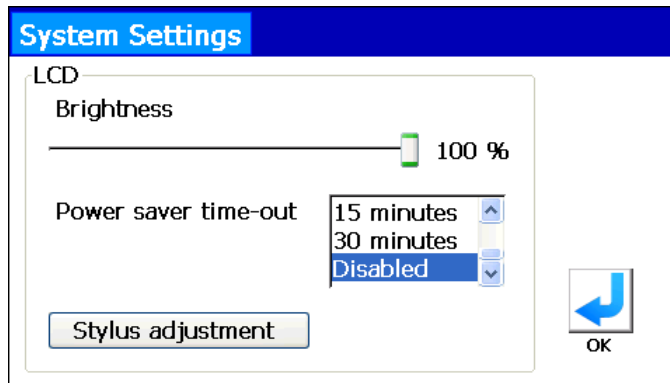 System Settings
LCD
Brightness
100 %
Power saver time-out
15 minutes
30 minutes
Disabled
Stylus adjustment
OK